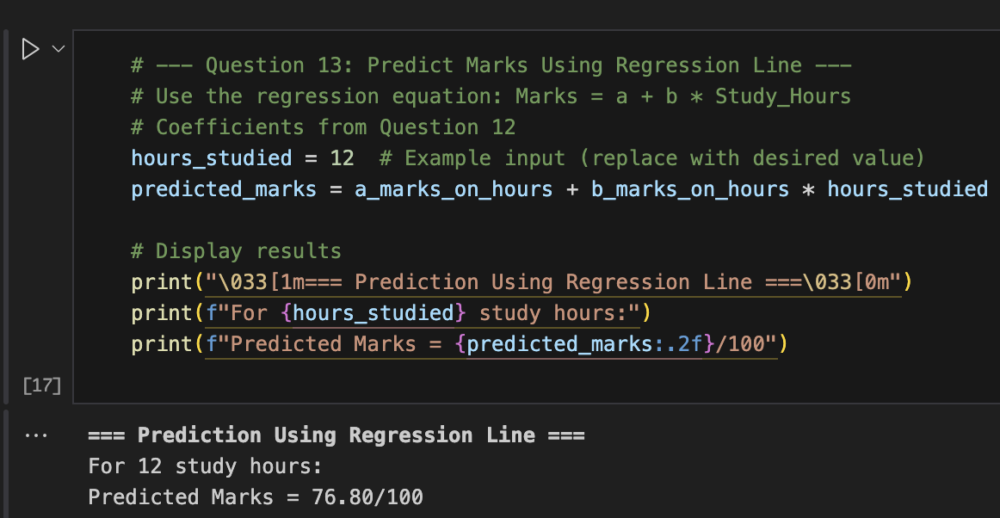 # --- Question 13: Predict Marks Using Regression Line ---
# Use the regression equation: Marks = a + b * Study_Hours
# Coefficients from Question 12
hours_studied = 12  # Example input (replace with desired value)
predicted_marks = a_marks_on_hours + b_marks_on_hours * hours_studied
# Display results
print("\033[1m=== Prediction Using Regression Line ===\033[0m")
print(f"For {hours_studied} study hours:")
print(f"Predicted Marks = {predicted_marks:.2f}/100")
[17]
...
=== Prediction Using Regression Line ===
For 12 study hours:
Predicted Marks = 76.80/100